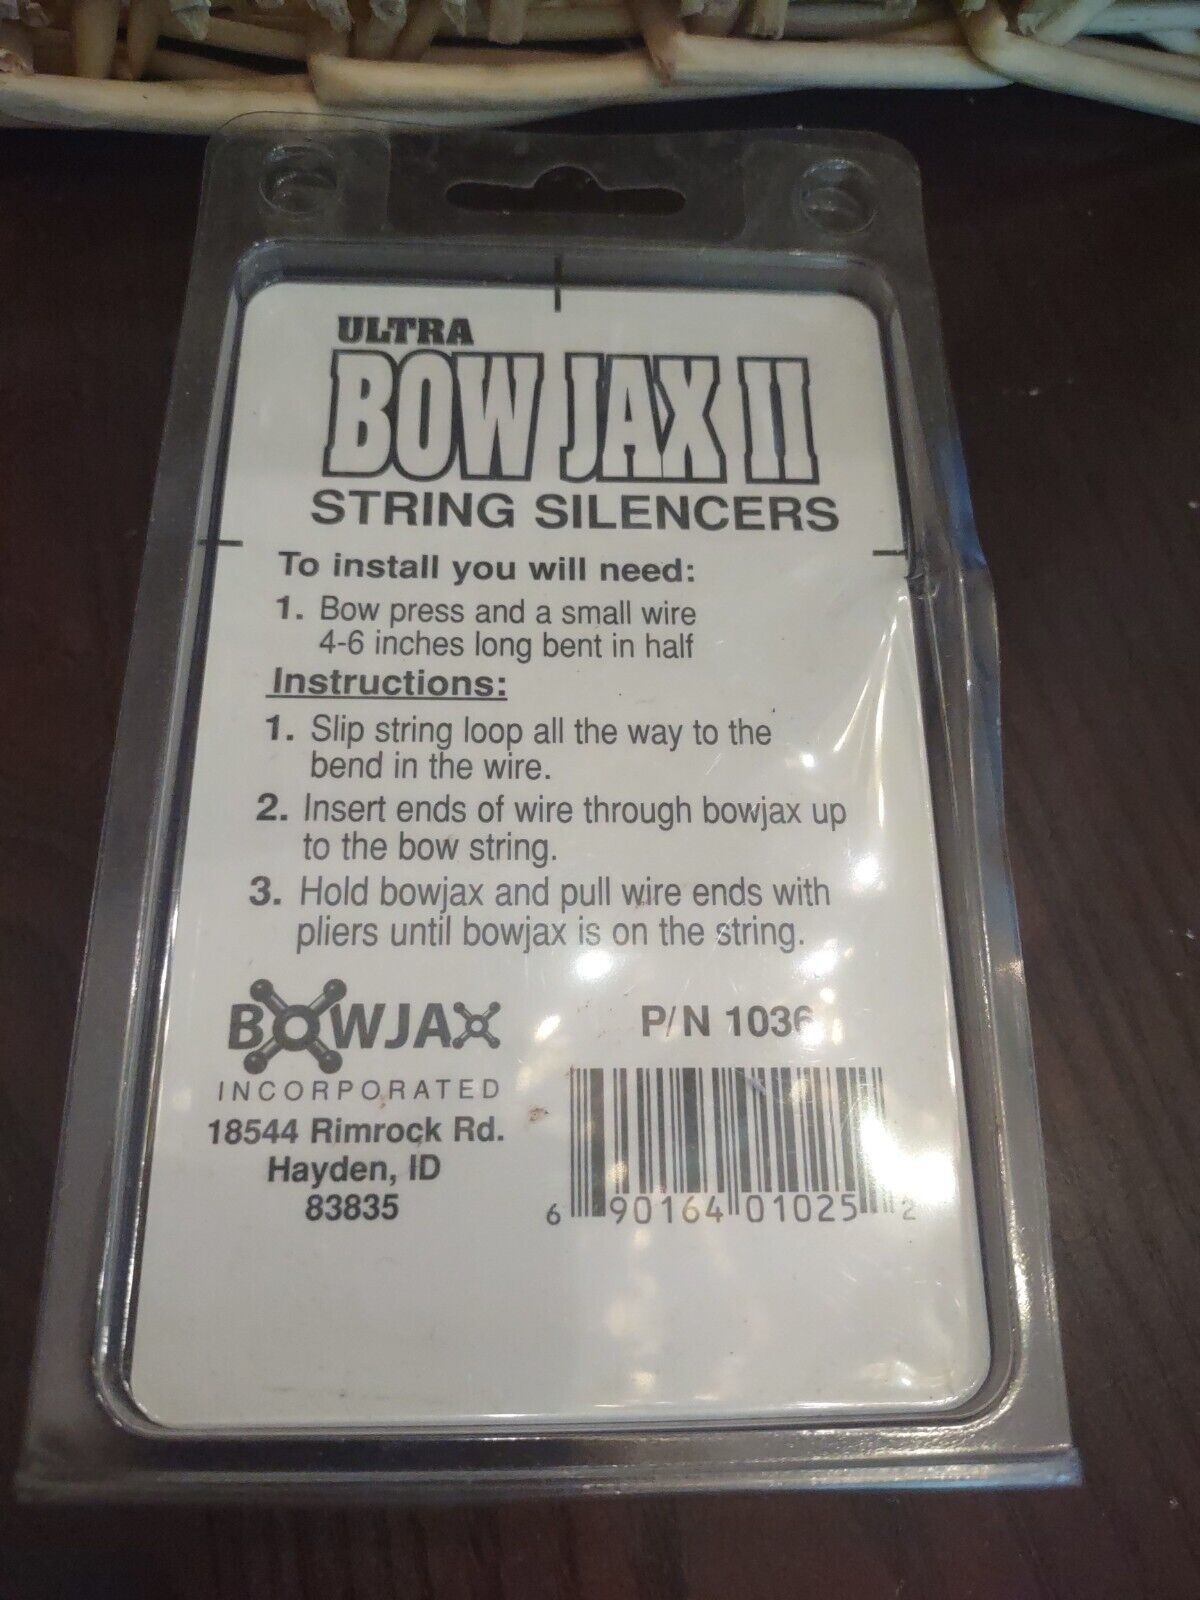 ULTRA
BOW JAX II
STRING SILENCERS
To install you will need:
1. Bow press and a small wire
4-6 inches long bent in half
Instructions:
1. Slip string loop all the way to the
bend in the wire.
2. Insert ends of wire through bowjax up
to the bow string.
3. Hold bowjax and pull wire ends with
pliers until bowjax is on the string.
BOWJAX
INCORPORATED
18544 Rimrock Rd.
Hayden, ID
83835
P/N 1036
6 90164 01025 2